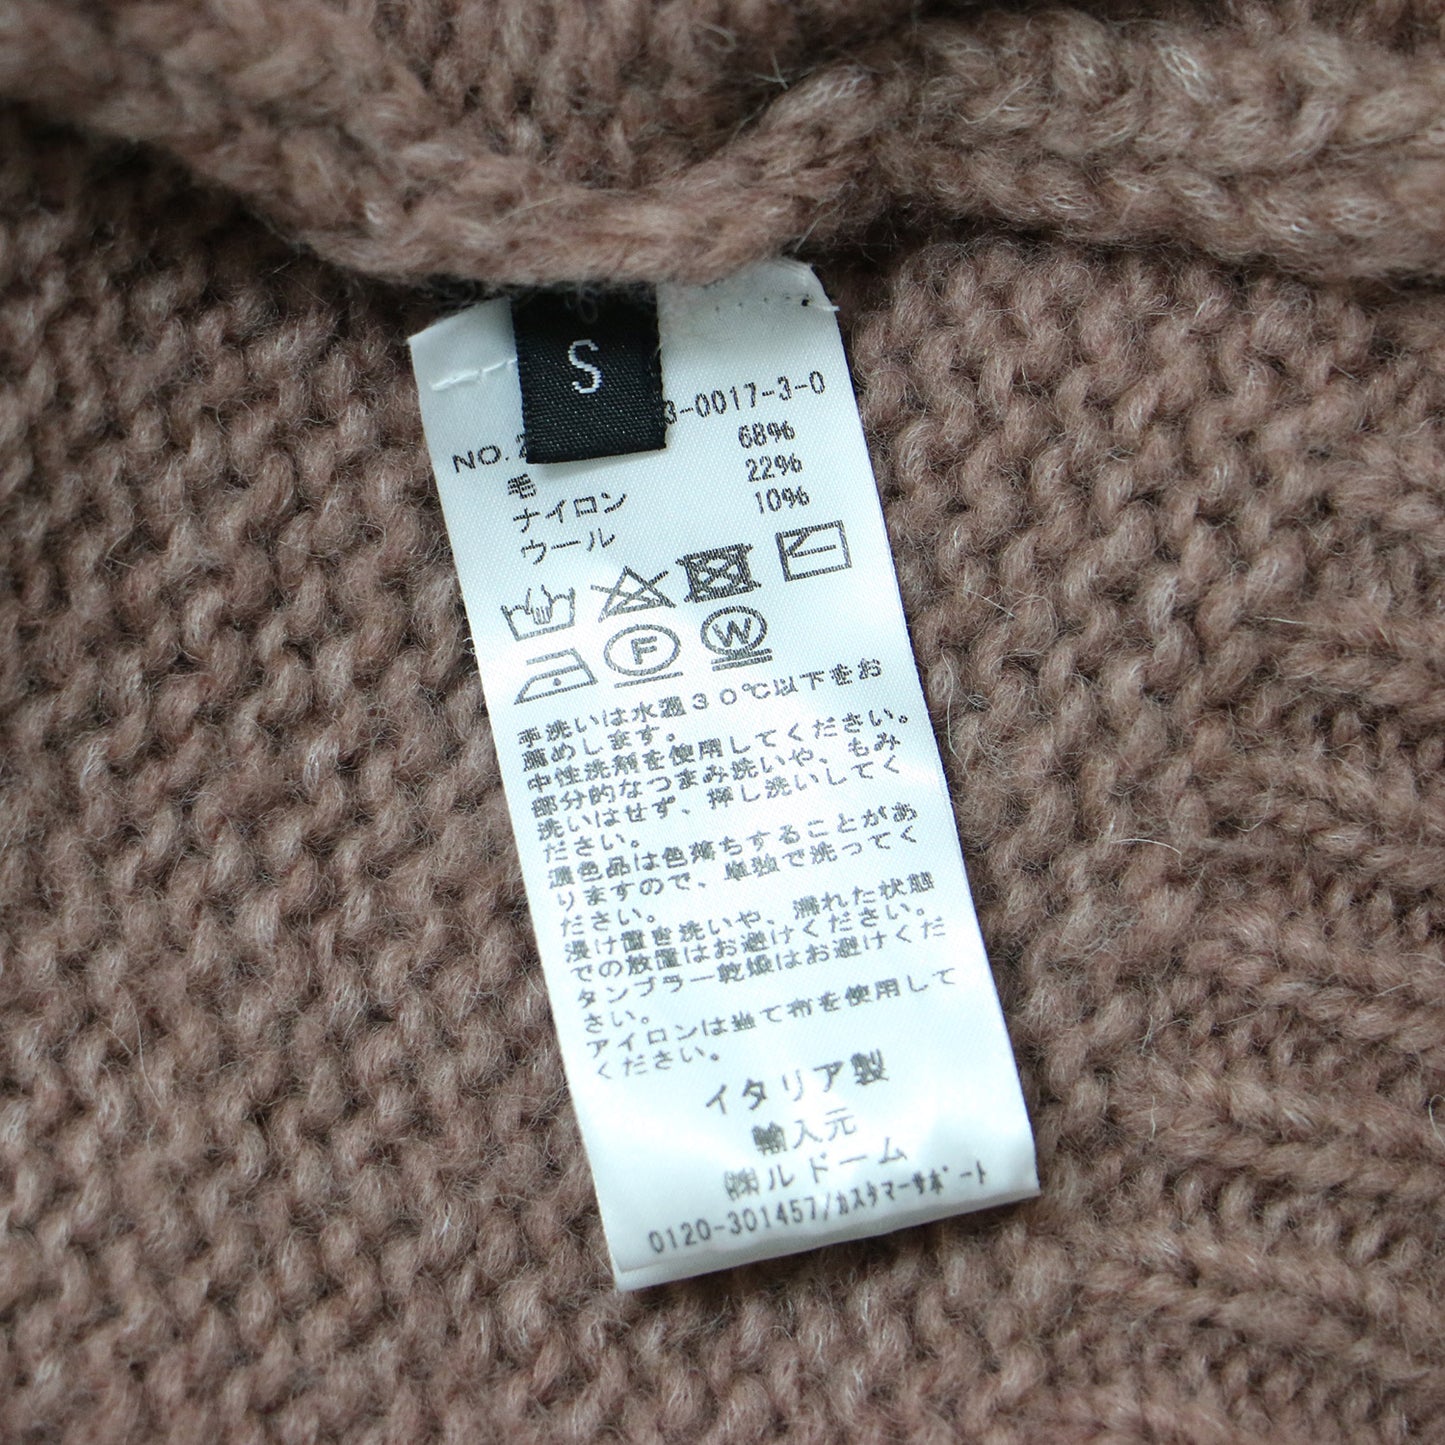 S
NO. 3-0017-3-0
毛 68%
ナイロン 22%
ウール 10%
F W
手洗いは水温30℃以下をお
薦めします。
中性洗剤を使用してください。
部分的なつまみ洗いや、もみ
洗いはせず、押し洗いしてく
ださい。
濃色品は色落ちすることがあ
りますので、単独で洗ってく
ださい。
浸け置き洗いや、濡れた状態
での放置はお避けください。
タンブラー乾燥はお避けくだ
さい。
アイロンは当て布を使用して
ください。
イタリア製
輸入元
㈱ルドーム
0120-301457/カスタマーサポート